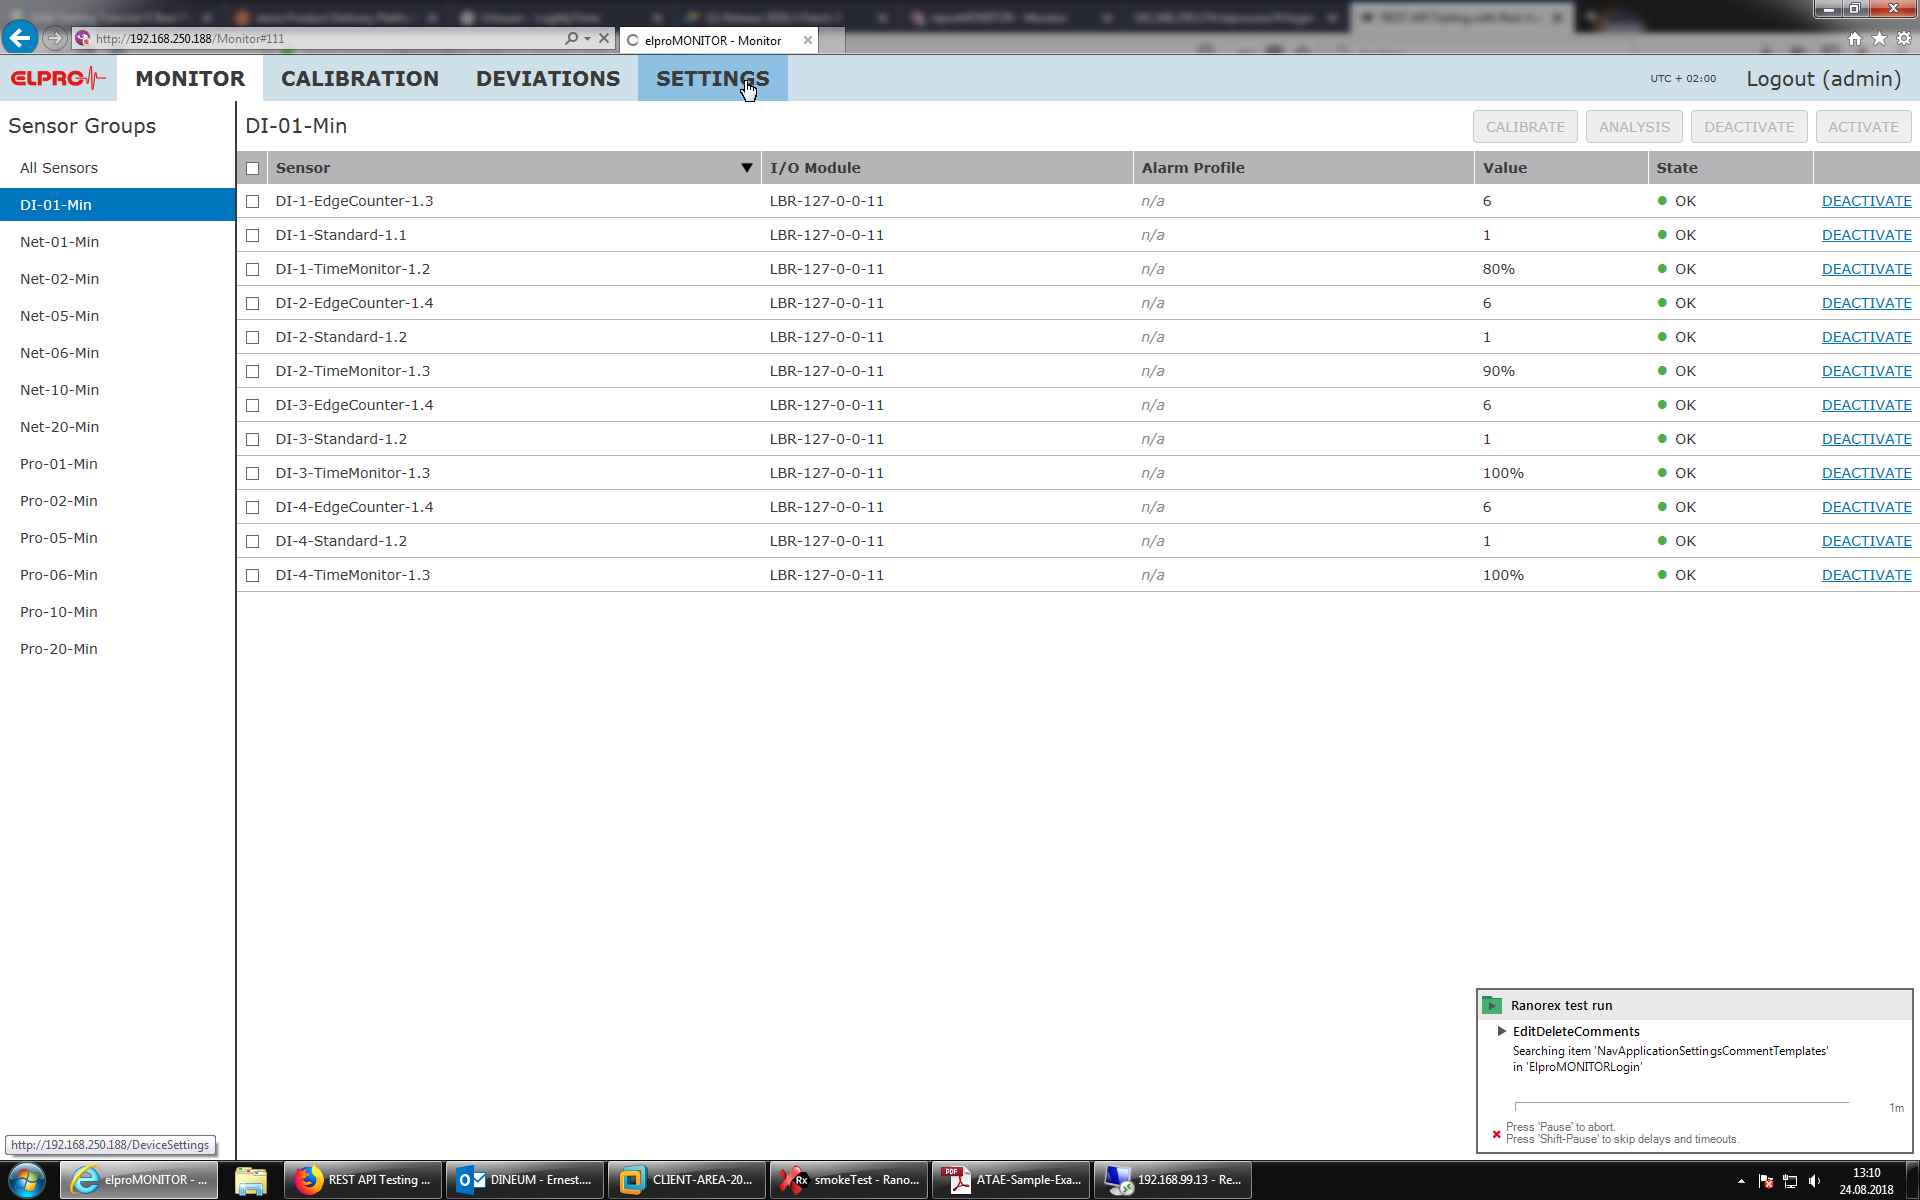 http://192.168.250.188/Monitor#111
elproMONITOR - Monitor
ELPRO
MONITOR
CALIBRATION
DEVIATIONS
SETTINGS
UTC + 02:00
Logout (admin)
Sensor Groups
All Sensors
DI-01-Min
Net-01-Min
Net-02-Min
Net-05-Min
Net-06-Min
Net-10-Min
Net-20-Min
Pro-01-Min
Pro-02-Min
Pro-05-Min
Pro-06-Min
Pro-10-Min
Pro-20-Min
DI-01-Min
CALIBRATE ANALYSIS DEACTIVATE ACTIVATE
Sensor I/O Module Alarm Profile Value State
DI-1-EdgeCounter-1.3 LBR-127-0-0-11 n/a 6 OK DEACTIVATE
DI-1-Standard-1.1 LBR-127-0-0-11 n/a 1 OK DEACTIVATE
DI-1-TimeMonitor-1.2 LBR-127-0-0-11 n/a 80% OK DEACTIVATE
DI-2-EdgeCounter-1.4 LBR-127-0-0-11 n/a 6 OK DEACTIVATE
DI-2-Standard-1.2 LBR-127-0-0-11 n/a 1 OK DEACTIVATE
DI-2-TimeMonitor-1.3 LBR-127-0-0-11 n/a 90% OK DEACTIVATE
DI-3-EdgeCounter-1.4 LBR-127-0-0-11 n/a 6 OK DEACTIVATE
DI-3-Standard-1.2 LBR-127-0-0-11 n/a 1 OK DEACTIVATE
DI-3-TimeMonitor-1.3 LBR-127-0-0-11 n/a 100% OK DEACTIVATE
DI-4-EdgeCounter-1.4 LBR-127-0-0-11 n/a 6 OK DEACTIVATE
DI-4-Standard-1.2 LBR-127-0-0-11 n/a 1 OK DEACTIVATE
DI-4-TimeMonitor-1.3 LBR-127-0-0-11 n/a 100% OK DEACTIVATE
Ranorex test run
EditDeleteComments
Searching item 'NavApplicationSettingsCommentTemplates'
in 'ElproMONITORLogin'
1m
Press 'Pause' to abort.
Press 'Shift-Pause' to skip delays and timeouts.
http://192.168.250.188/DeviceSettings
elproMONITOR - ...
REST API Testing ...
DINEUM - Ernest....
CLIENT-AREA-20...
Rx
smokeTest - Rano...
PDF
ATAE-Sample-Exa...
192.168.99.13 - Re...
13:10
24.08.2018